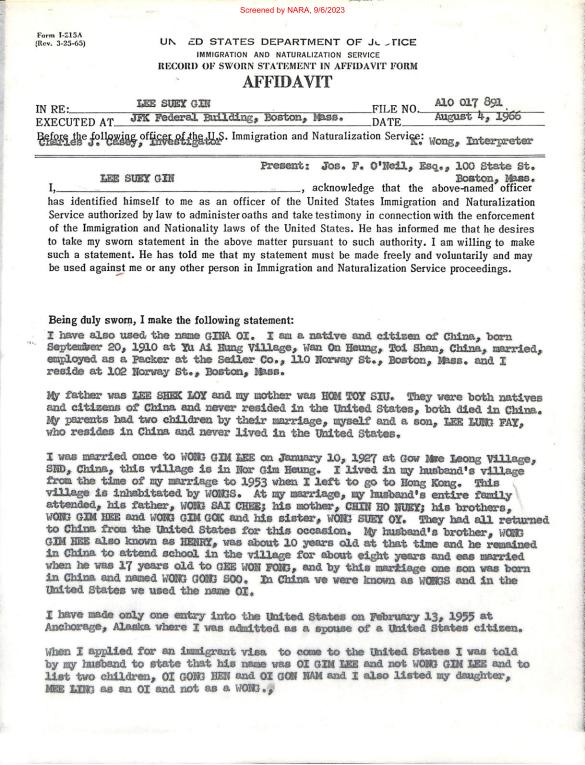 Screened by NARA, 9/6/2023
Form I-215A
(Rev. 3-25-65)
UN ED STATES DEPARTMENT OF JU TICE
IMMIGRATION AND NATURALIZATION SERVICE
RECORD OF SWORN STATEMENT IN AFFIDAVIT FORM
AFFIDAVIT
IN RE: LEE SUEY GIN FILE NO. A10 017 891
EXECUTED AT JFK Federal Building, Boston, Mass. DATE August 4, 1966
Before the following officer of the U.S. Immigration and Naturalization Service:
Charles J. Casey, Investigator K. Wong, Interpreter
Present: Jos. F. O'Neil, Esq., 100 State St.
Boston, Mass.
I, LEE SUEY GIN, acknowledge that the above-named officer
has identified himself to me as an officer of the United States Immigration and Naturalization
Service authorized by law to administer oaths and take testimony in connection with the enforcement
of the Immigration and Nationality laws of the United States. He has informed me that he desires
to take my sworn statement in the above matter pursuant to such authority. I am willing to make
such a statement. He has told me that my statement must be made freely and voluntarily and may
be used against me or any other person in Immigration and Naturalization Service proceedings.
Being duly sworn, I make the following statement:
I have also used the name GINA OI. I am a native and citizen of China, born
September 20, 1910 at Yu Ai Hung Village, Wan On Heung, Toi Shan, China, married,
employed as a Packer at the Seiler Co., 110 Norway St., Boston, Mass. and I
reside at 102 Norway St., Boston, Mass.
My father was LEE SHEK LOY and my mother was HOM TOY SIU. They were both natives
and citizens of China and never resided in the United States, both died in China.
My parents had two children by their marriage, myself and a son, LEE LUNG FAY,
who resides in China and never lived in the United States.
I was married once to WONG GIM LEE on January 10, 1927 at Gow Mee Leong Village,
SND, China, this village is in Nor Gim Heung. I lived in my husband's village
from the time of my marriage to 1953 when I left to go to Hong Kong. This
village is inhabitated by WONGS. At my marriage, my husband's entire family
attended, his father, WONG SAI CHEE; his mother, CHIN HO NUEY; his brothers,
WONG GIM HEE and WONG GIM GOK and his sister, WONG SUEY OY. They had all returned
to China from the United States for this occasion. My husband's brother, WONG
GIM HEE also known as HENRY, was about 10 years old at that time and he remained
in China to attend school in the village for about eight years and eas married
when he was 17 years old to GEE WON FONG, and by this martiage one son was born
in China and named WONG GONG SOO. In China we were known as WONGS and in the
United States we used the name OI.
I have made only one entry into the United States on February 13, 1955 at
Anchorage, Alaska where I was admitted as a spouse of a United States citizen.
When I applied for an immigrant visa to come to the United States I was told
by my husband to state that his name was OI GIM LEE and not WONG GIM LEE and to
list two children, OI GONG HEN and OI GON NAM and I also listed my daughter,
MEE LING as an OI and not as a WONG.,